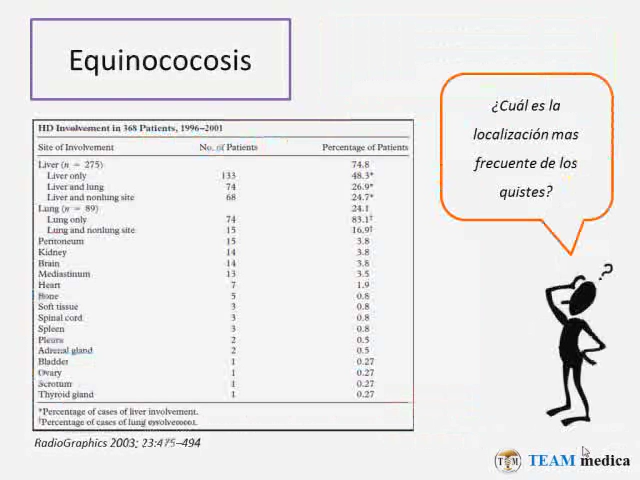 Equinococosis
¿Cuál es la
localización mas
frecuente de los
quistes?
HD Involvement in 368 Patients, 1996–2001
Site of Involvement No. of Patients Percentage of Patients
Liver (n = 275) 74.8
Liver only 133 48.3*
Liver and lung 74 26.9*
Liver and nonlung site 68 24.7*
Lung (n = 89) 24.1
Lung only 74 83.1†
Lung and nonlung site 15 16.9†
Peritoneum 15 3.8
Kidney 14 3.8
Brain 14 3.8
Mediastinum 13 3.5
Heart 7 1.9
Bone 5 0.8
Soft tissue 3 0.8
Spinal cord 3 0.8
Spleen 3 0.8
Pleura 2 0.5
Adrenal gland 2 0.5
Bladder 1 0.27
Ovary 1 0.27
Scrotum 1 0.27
Thyroid gland 1 0.27
*Percentage of cases of liver involvement.
†Percentage of cases of lung involvement.
RadioGraphics 2003; 23:475–494
?
TEAM medica